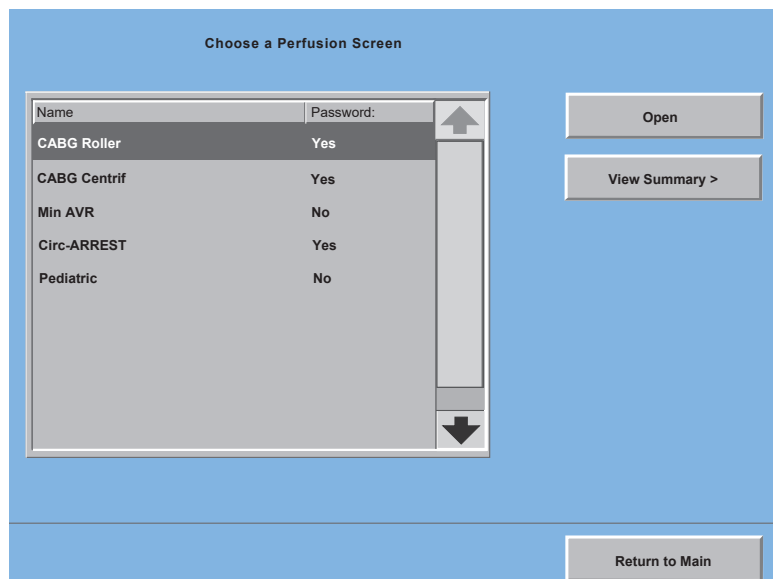 Choose a Perfusion Screen
Name Password:
CABG Roller Yes
CABG Centrif Yes
Min AVR No
Circ-ARREST Yes
Pediatric No
Open
View Summary >
Return to Main